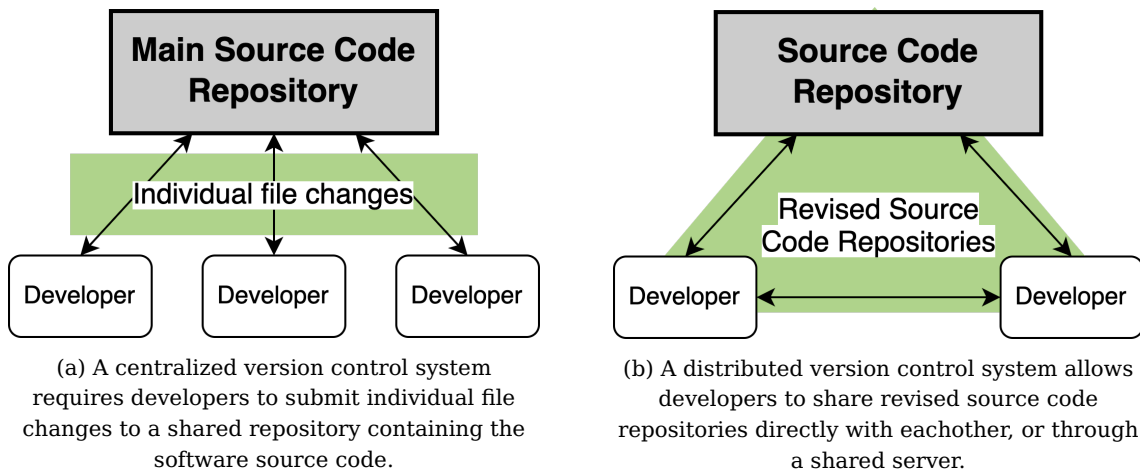 Main Source Code
Repository
Individual file changes
Developer
Developer
Developer
(a) A centralized version control system
requires developers to submit individual file
changes to a shared repository containing the
software source code.
Source Code
Repository
Revised Source
Code Repositories
Developer
Developer
(b) A distributed version control system allows
developers to share revised source code
repositories directly with eachother, or through
a shared server.